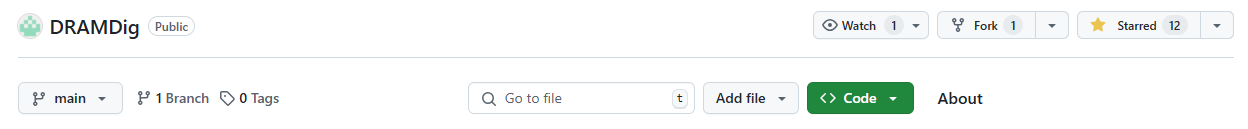 DRAMDig Public Watch 1 Fork 1 Starred 12
main 1 Branch 0 Tags Go to file t Add file Code About